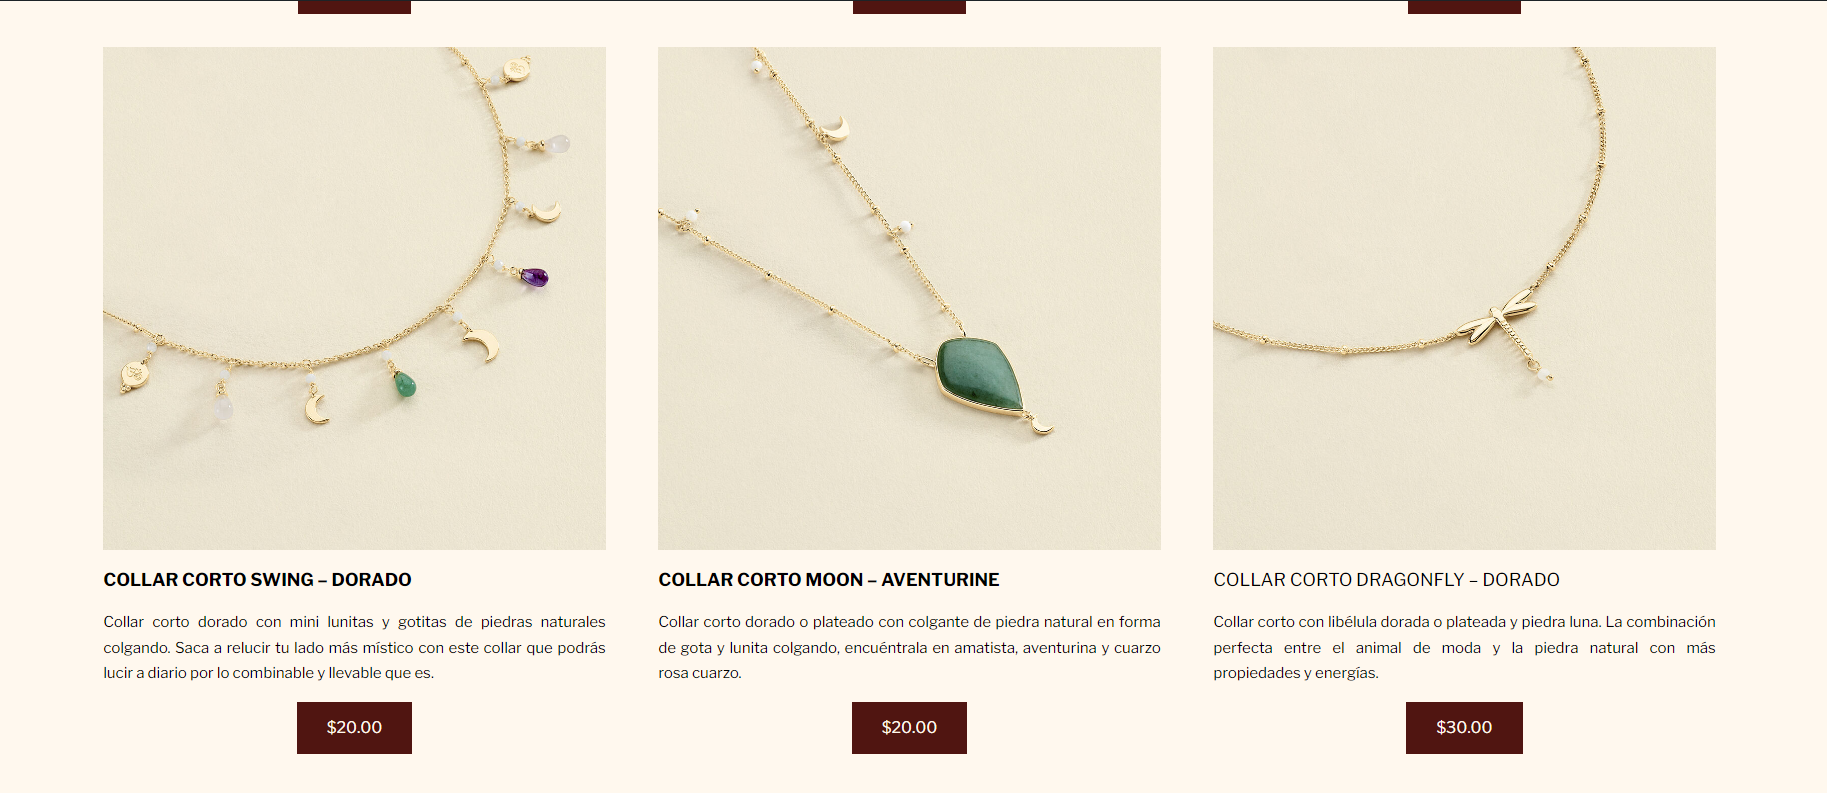 COLLAR CORTO SWING – DORADO
Collar corto dorado con mini lunitas y gotitas de piedras naturales
colgando. Saca a relucir tu lado más místico con este collar que podrás
lucir a diario por lo combinable y llevable que es.
$20.00
COLLAR CORTO MOON – AVENTURINE
Collar corto dorado o plateado con colgante de piedra natural en forma
de gota y lunita colgando, encuéntrala en amatista, aventurina y cuarzo
rosa cuarzo.
$20.00
COLLAR CORTO DRAGONFLY – DORADO
Collar corto con libélula dorada o plateada y piedra luna. La combinación
perfecta entre el animal de moda y la piedra natural con más
propiedades y energías.
$30.00